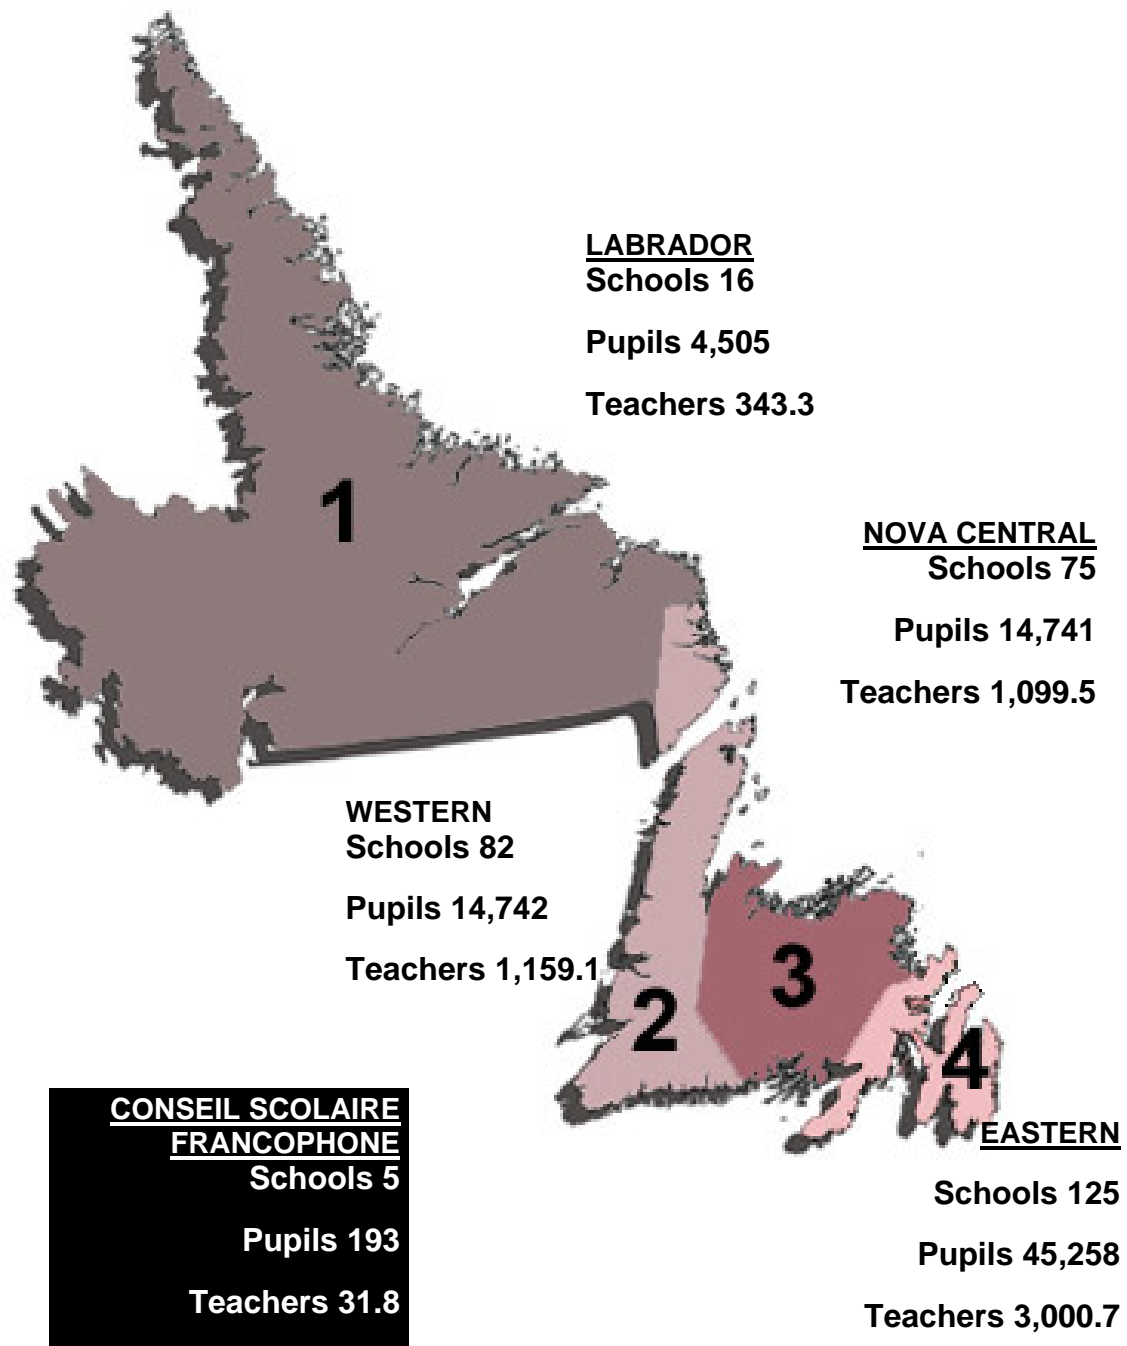 LABRADOR
Schools 16
Pupils 4,505
Teachers 343.3
1
NOVA CENTRAL
Schools 75
Pupils 14,741
Teachers 1,099.5
WESTERN
Schools 82
Pupils 14,742
Teachers 1,159.1
2
3
4
CONSEIL SCOLAIRE
FRANCOPHONE
Schools 5
Pupils 193
Teachers 31.8
EASTERN
Schools 125
Pupils 45,258
Teachers 3,000.7